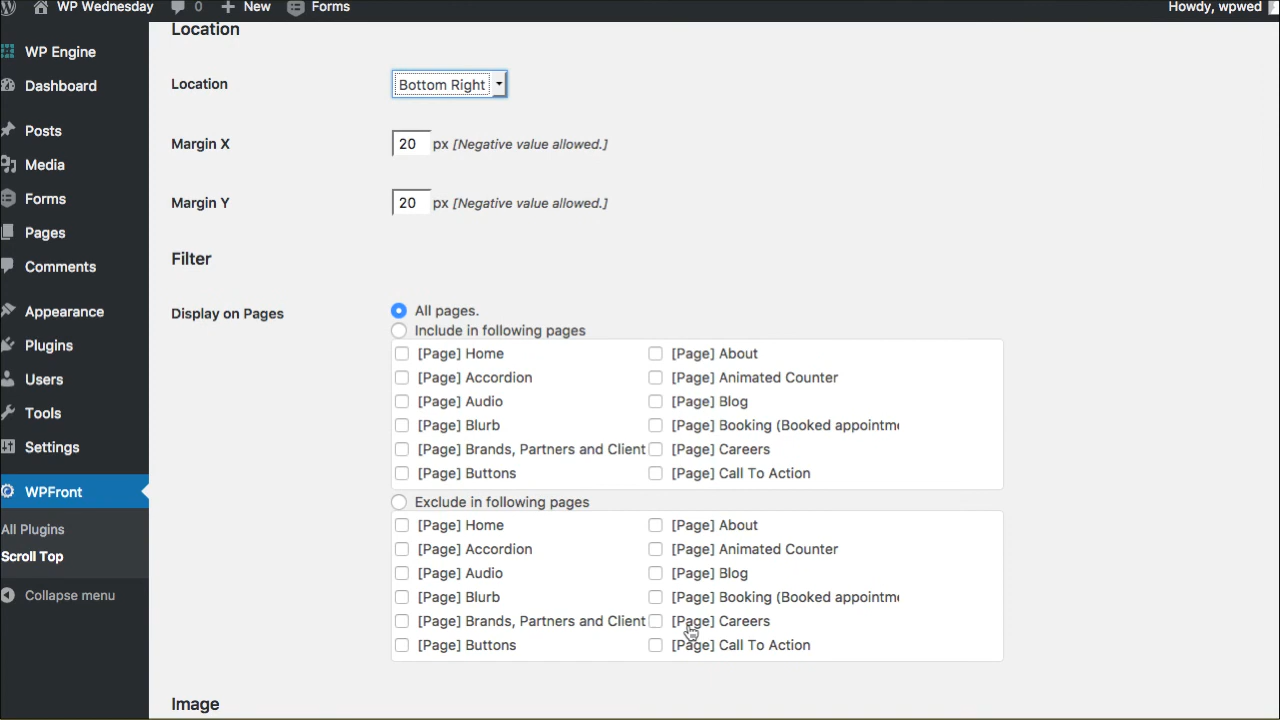 WP Wednesday 0 New Forms Howdy, wpwed
WP Engine
Dashboard
Posts
Media
Forms
Pages
Comments
Appearance
Plugins
Users
Tools
Settings
WPFront
All Plugins
Scroll Top
Collapse menu
Location
Location Bottom Right
Margin X 20 px [Negative value allowed.]
Margin Y 20 px [Negative value allowed.]
Filter
Display on Pages All pages.
Include in following pages
[Page] Home [Page] About
[Page] Accordion [Page] Animated Counter
[Page] Audio [Page] Blog
[Page] Blurb [Page] Booking (Booked appointme
[Page] Brands, Partners and Client [Page] Careers
[Page] Buttons [Page] Call To Action
Exclude in following pages
[Page] Home [Page] About
[Page] Accordion [Page] Animated Counter
[Page] Audio [Page] Blog
[Page] Blurb [Page] Booking (Booked appointme
[Page] Brands, Partners and Client [Page] Careers
[Page] Buttons [Page] Call To Action
Image